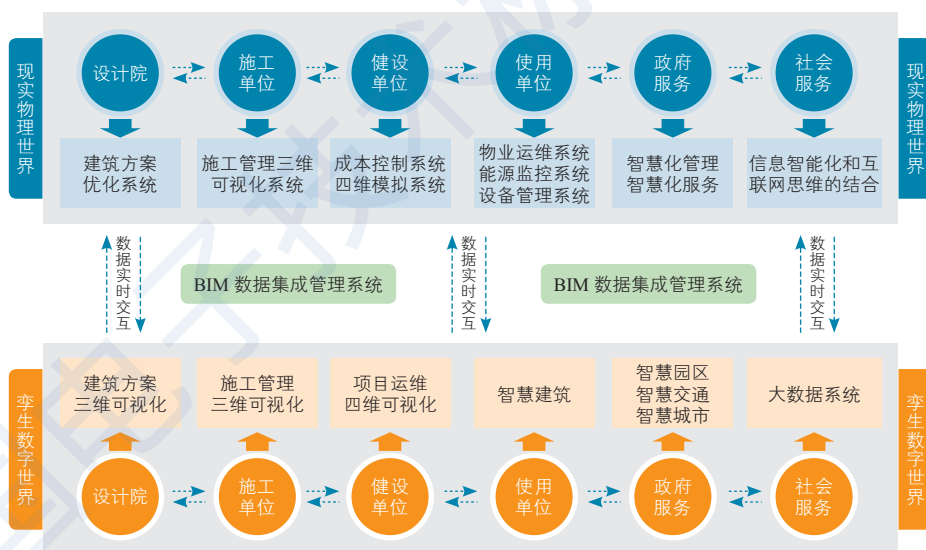 现实物理世界
设计院
施工
单位
健设
单位
使用
单位
政府
服务
社会
服务
现实物理世界
建筑方案
优化系统
施工管理三维
可视化系统
成本控制系统
四维模拟系统
物业运维系统
能源监控系统
设备管理系统
智慧化管理
智慧化服务
信息智能化和互
联网思维的结合
数据实时交互
BIM 数据集成管理系统
数据实时交互
BIM 数据集成管理系统
数据实时交互
孪生数字世界
建筑方案
三维可视化
施工管理
三维可视化
项目运维
四维可视化
智慧建筑
智慧园区
智慧交通
智慧城市
大数据系统
孪生数字世界
设计院
施工
单位
健设
单位
使用
单位
政府
服务
社会
服务